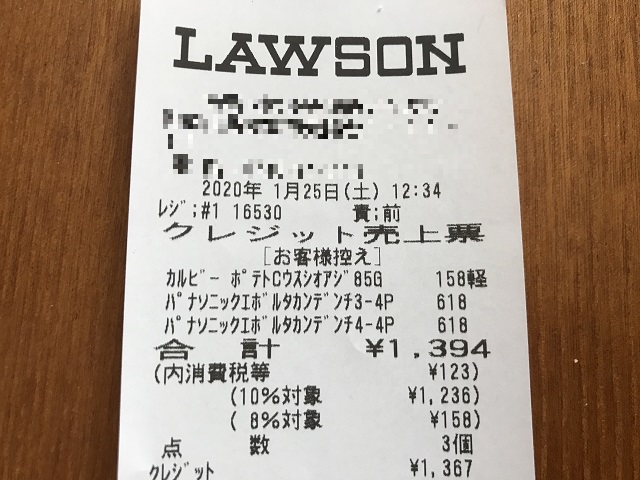 LAWSON
2020年 1月25日(土) 12:34
レジ;#1 16530 責;前
クレジット売上票
[お客様控え]
カルビー ポテトCウスシオアジ85G 158軽
パナソニックエボルタカンデンチ3-4P 618
パナソニックエボルタカンデンチ4-4P 618
合 計 ¥1,394
(内消費税等 ¥123)
(10%対象 ¥1,236)
( 8%対象 ¥158)
点 数 3個
クレジット ¥1,367